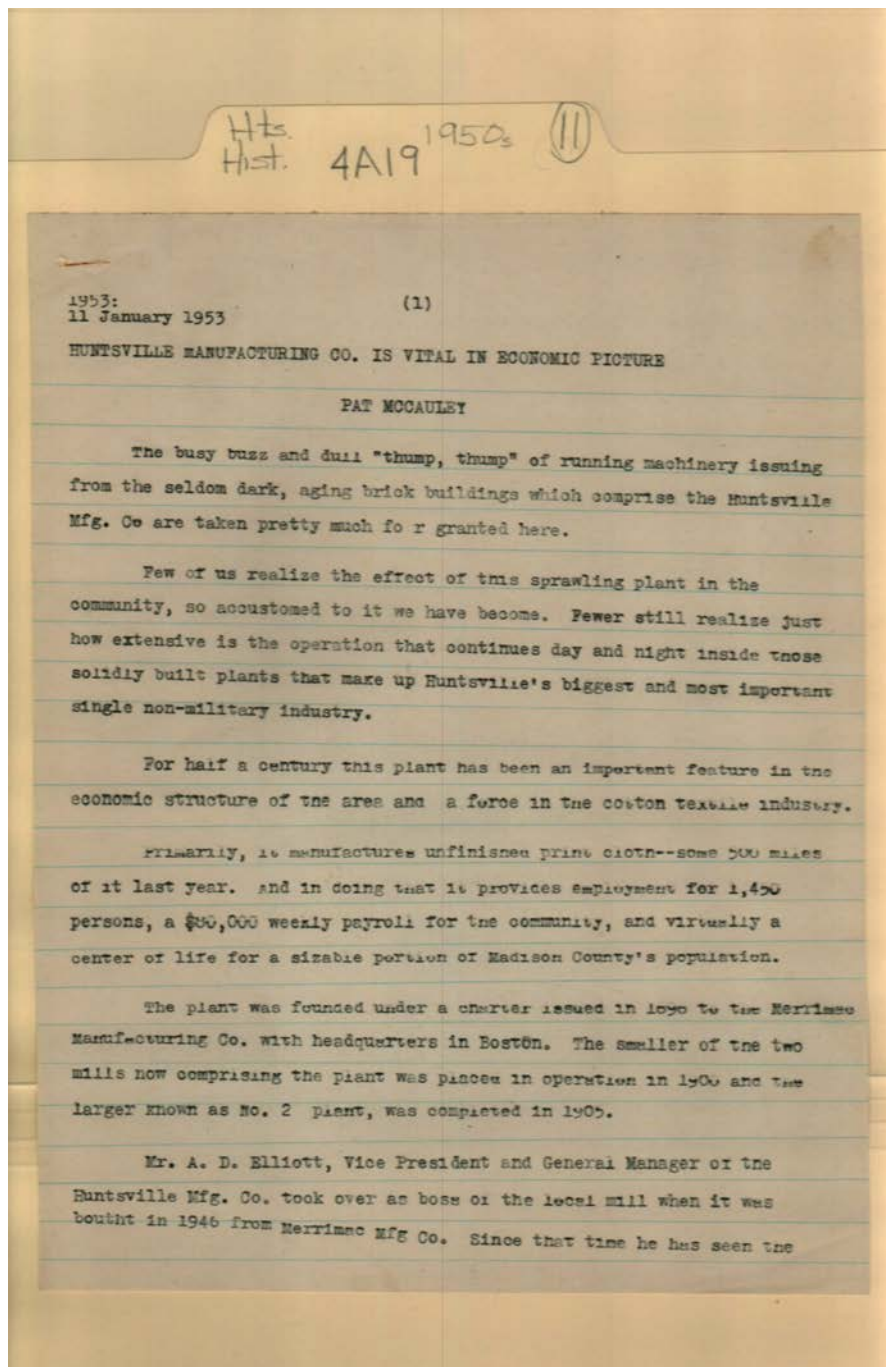 Hts. 1950s 11
Hist. 4A19
1953: (1)
11 January 1953
HUNTSVILLE MANUFACTURING CO. IS VITAL IN ECONOMIC PICTURE
PAT MCCAULEY
The busy buzz and dull "thump, thump" of running machinery issuing
from the seldom dark, aging brick buildings which comprise the Huntsville
Mfg. Co are taken pretty much fo r granted here.
Few of us realize the effect of this sprawling plant in the
community, so accustomed to it we have become. Fewer still realize just
how extensive is the operation that continues day and night inside those
solidly built plants that make up Huntsville's biggest and most important
single non-military industry.
For half a century this plant has been an important feature in the
economic structure of the area and a force in the cotton textile industry.
Primarily, it manufactures unfinished print cloth--some 500 miles
of it last year. And in doing that it provides employment for 1,450
persons, a weekly payroll for the community, and virtually a
center of life for a sizable portion of Madison County's population.
The plant was founded under a charter issued in to the Merrimac
Manufacturing Co. with headquarters in Boston. The smaller of the two
mills now comprising the plant was placed in operation in 1900 and the
larger known as No. 2 plant, was completed in 1905.
Mr. A. D. Elliott, Vice President and General Manager of the
Huntsville Mfg. Co. took over as boss of the local mill when it was
boutht in 1946 from Merrimac Mfg Co. Since that time he has seen the